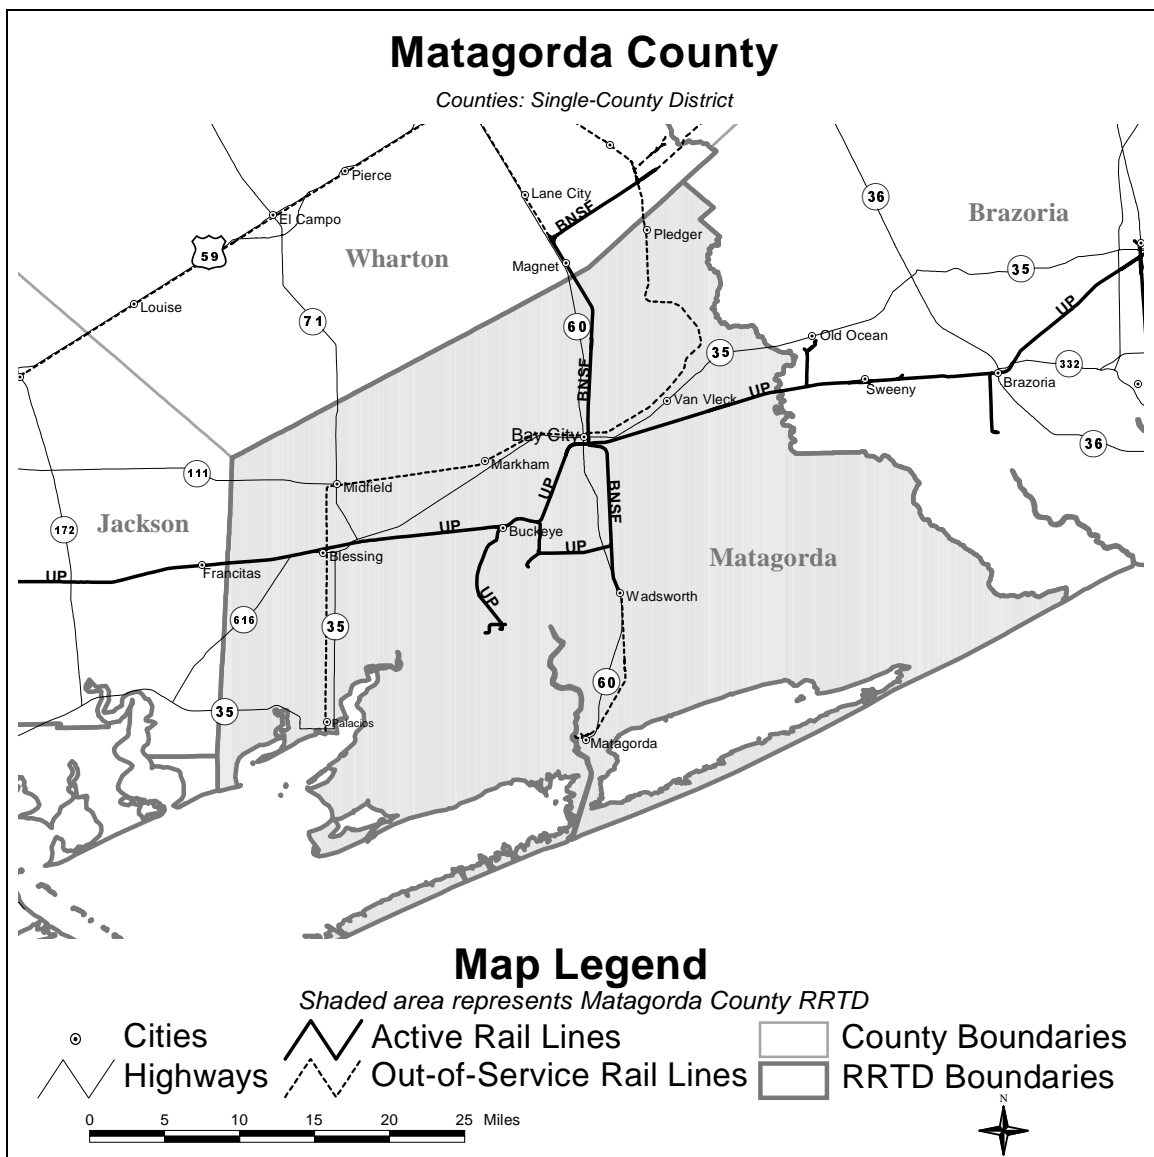 Matagorda County
Counties: Single-County District
Pierce
Lane City
El Campo
BNSF
36
Brazoria
59
Wharton
Pledger
Magnet
35
Louise
71
60
UP
Old Ocean
35
332
BNSF
UP
Sweeny
Brazoria
Van Vleck
Bay City
36
111
Markham
Midfield
UP
BNSF
Jackson
172
UP
Buckeye
Blessing
UP
Matagorda
Francitas
UP
UP
Wadsworth
616
35
60
35
Palacios
Matagorda
Map Legend
Shaded area represents Matagorda County RRTD
Cities
Active Rail Lines
County Boundaries
Highways
Out-of-Service Rail Lines
RRTD Boundaries
0 5 10 15 20 25 Miles
N